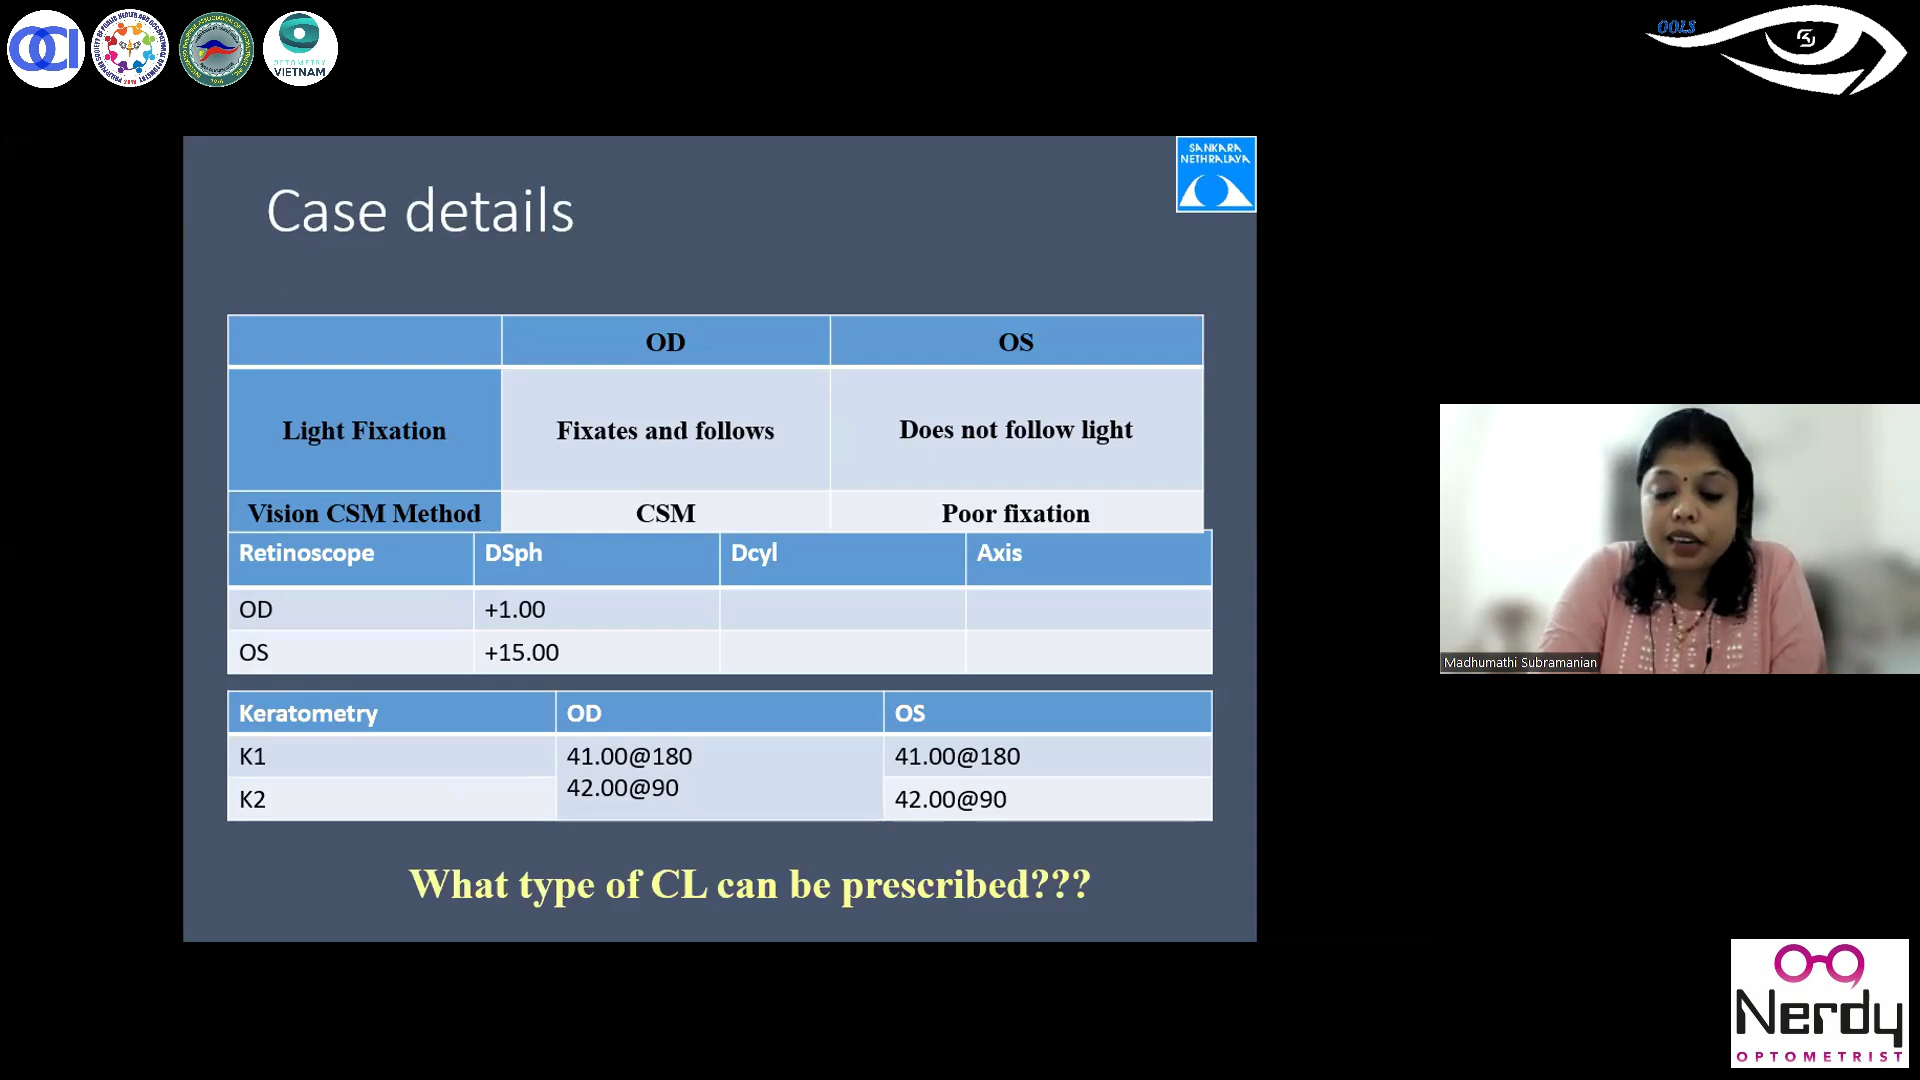 OCI
OPTOMETRY
VIETNAM
OOLS
SANKARA
NETHRALAYA
Case details
OD OS
Light Fixation Fixates and follows Does not follow light
Vision CSM Method CSM Poor fixation
Retinoscope DSph Dcyl Axis
OD +1.00
OS +15.00
Keratometry OD OS
K1 41.00@180 41.00@180
K2 42.00@90 42.00@90
What type of CL can be prescribed???
Madhumathi Subramanian
Nerdy
OPTOMETRIST